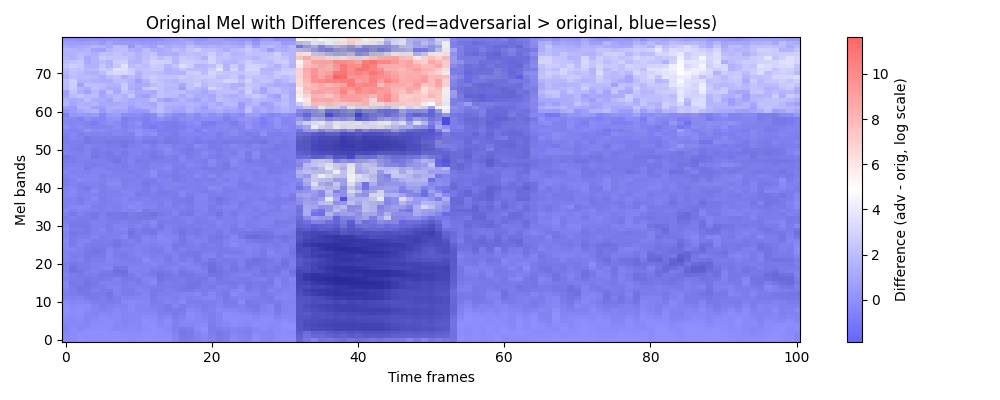 Original Mel with Differences (red=adversarial > original, blue=less)
Mel bands
70
60
50
40
30
20
10
0
0 20 40 60 80 100
Time frames
10
8
6
4
2
0
Difference (adv - orig, log scale)